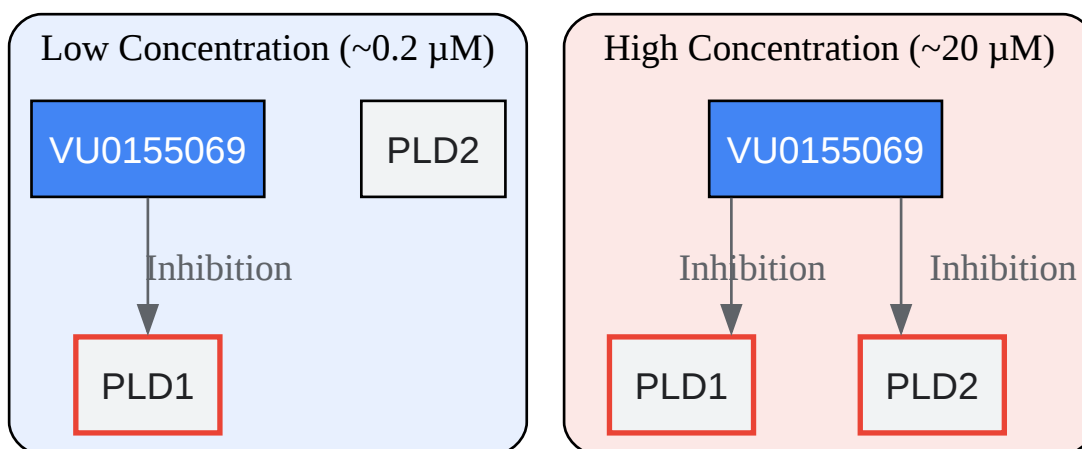 Low Concentration (~0.2 µM)
VU0155069
PLD2
Inhibition
PLD1
High Concentration (~20 µM)
VU0155069
Inhibition
Inhibition
PLD1
PLD2